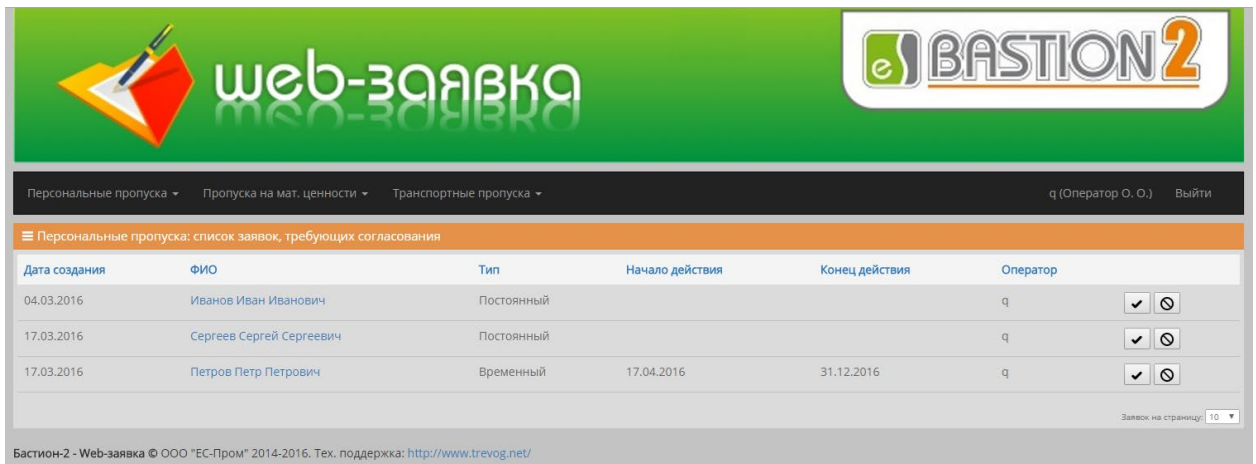 web-заявка
es BASTION 2
Персональные пропуска Пропуска на мат. ценности Транспортные пропуска q (Оператор О. О.) Выйти
Персональные пропуска: список заявок, требующих согласования
Дата создания ФИО Тип Начало действия Конец действия Оператор
04.03.2016 Иванов Иван Иванович Постоянный q
17.03.2016 Сергеев Сергей Сергеевич Постоянный q
17.03.2016 Петров Петр Петрович Временный 17.04.2016 31.12.2016 q
Заявок на страницу: 10
Бастион-2 - Web-заявка © ООО "ЕС-Пром" 2014-2016. Тех. поддержка: http://www.trevog.net/